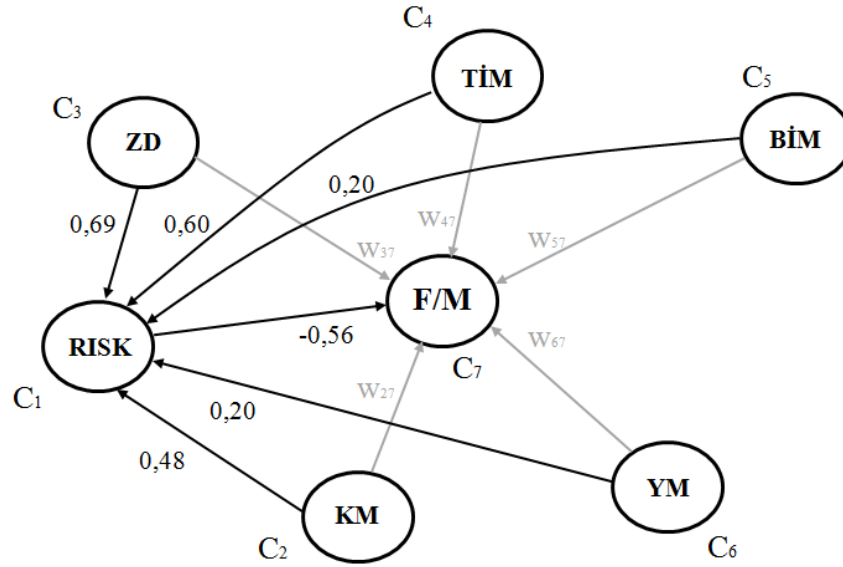 C4
TİM
C5
C3
BİM
ZD
0,20
0,69
0,60
W47
W57
W37
F/M
RISK
-0,56
W67
C7
C1
W27
0,20
0,48
YM
KM
C2
C6